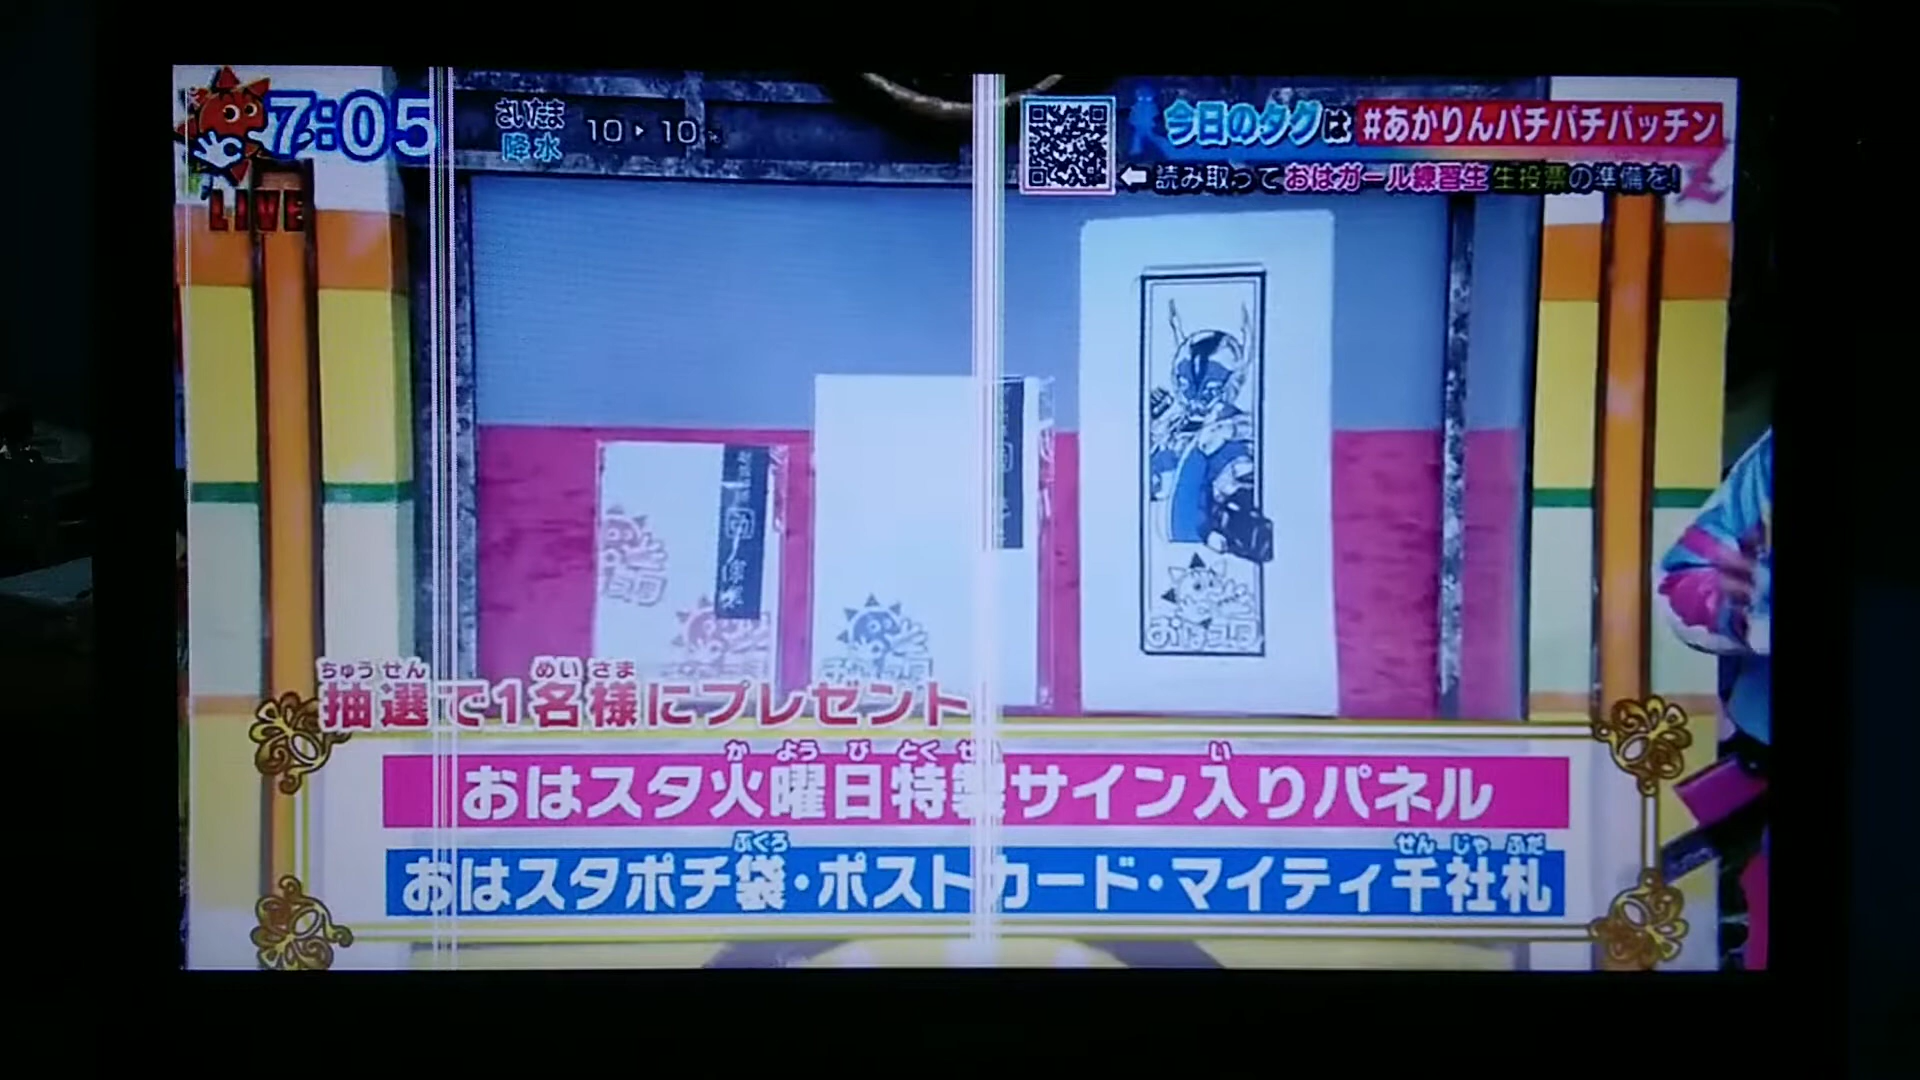 7:05
LIVE
さいたま
降水
10 ▶ 10 %
今日のタグは #あかりんパチパチパッチン
← 読み取っておはガール練習生 生投票の準備を!
おはスタ
ちゅうせん めいさま
抽選で1名様にプレゼント
かようびとくせい い
おはスタ火曜日特製サイン入りパネル
ぶくろ せんじゃふだ
おはスタポチ袋・ポストカード・マイティ千社札